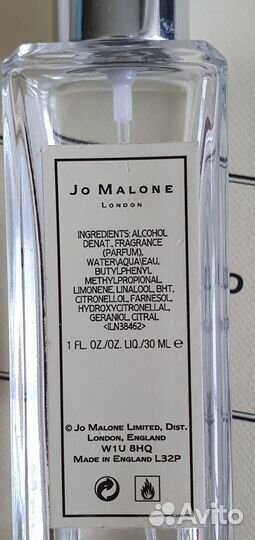 JO MALONE
LONDON
INGREDIENTS: ALCOHOL
DENAT., FRAGRANCE
(PARFUM),
WATER\AQUA\EAU,
BUTYLPHENYL
METHYLPROPIONAL,
LIMONENE, LINALOOL, BHT,
CITRONELLOL, FARNESOL,
HYDROXYCITRONELLAL,
GERANIOL, CITRAL
<ILN38462>
1 FL. OZ./OZ. LIQ./30 ML ℮
© JO MALONE LIMITED, DIST.
LONDON, ENGLAND
W1U 8HQ
MADE IN ENGLAND L32P
Avito